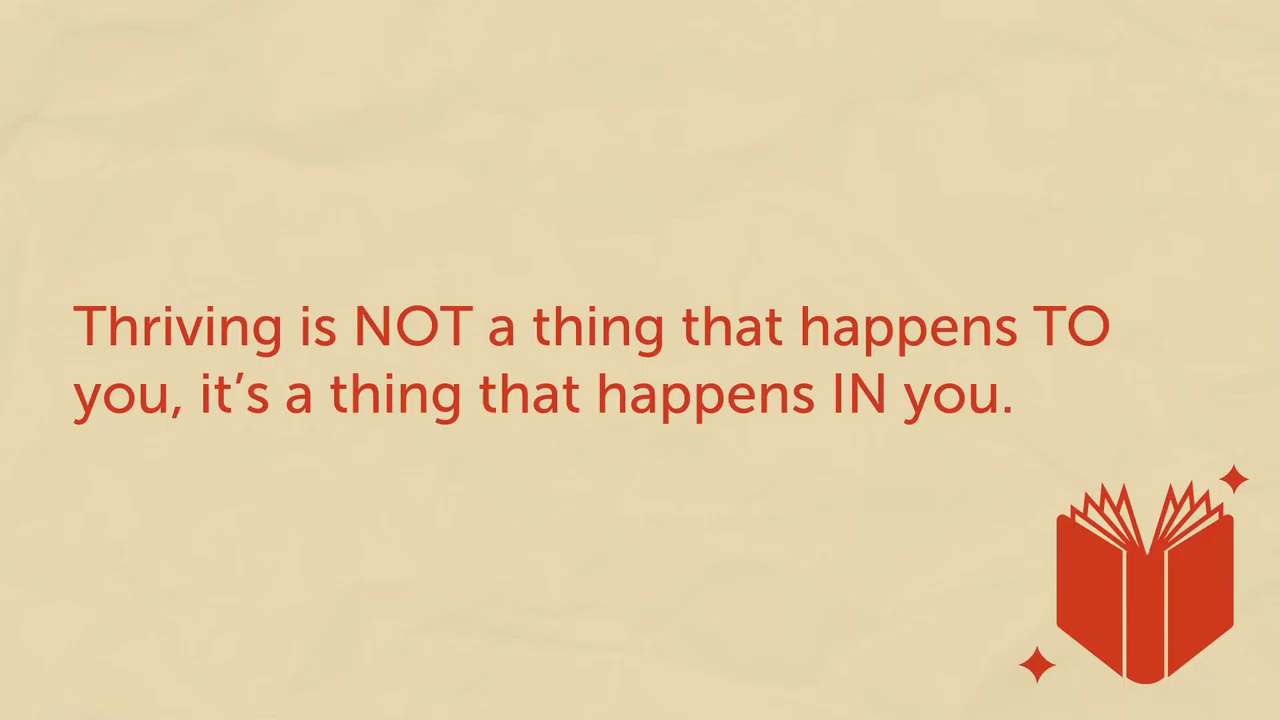 Thriving is NOT a thing that happens TO
you, it’s a thing that happens IN you.